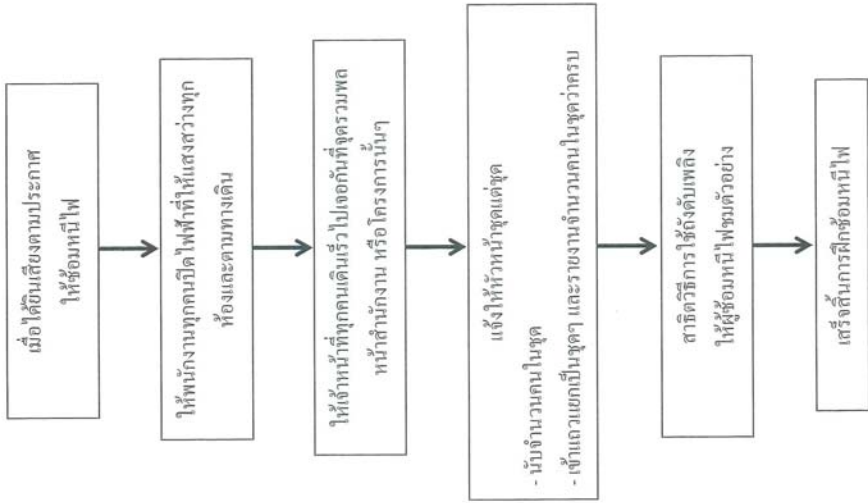 เมื่อได้ยินเสียงตามประกาศ
ให้ซ้อมหนีไฟ
ให้พนักงานทุกคนปิดไฟฟ้าที่ให้แสงสว่างทุก
ห้องและตามทางเดิน
ให้เจ้าหน้าที่ทุกคนเดินเร็วไปเจอกันที่จุดรวมพล
หน้าสำนักงาน หรือโครงการนั้นๆ
แจ้งให้หัวหน้าชุดแต่ชุด
- นับจำนวนคนในชุด
- เข้าแถวแยกเป็นชุดๆ และรายงานจำนวนคนในชุดว่าครบ
สาธิตวิธีการใช้ถังดับเพลิง
ให้ผู้ซ้อมหนีไฟชมตัวอย่าง
เสร็จสิ้นการฝึกซ้อมหนีไฟ